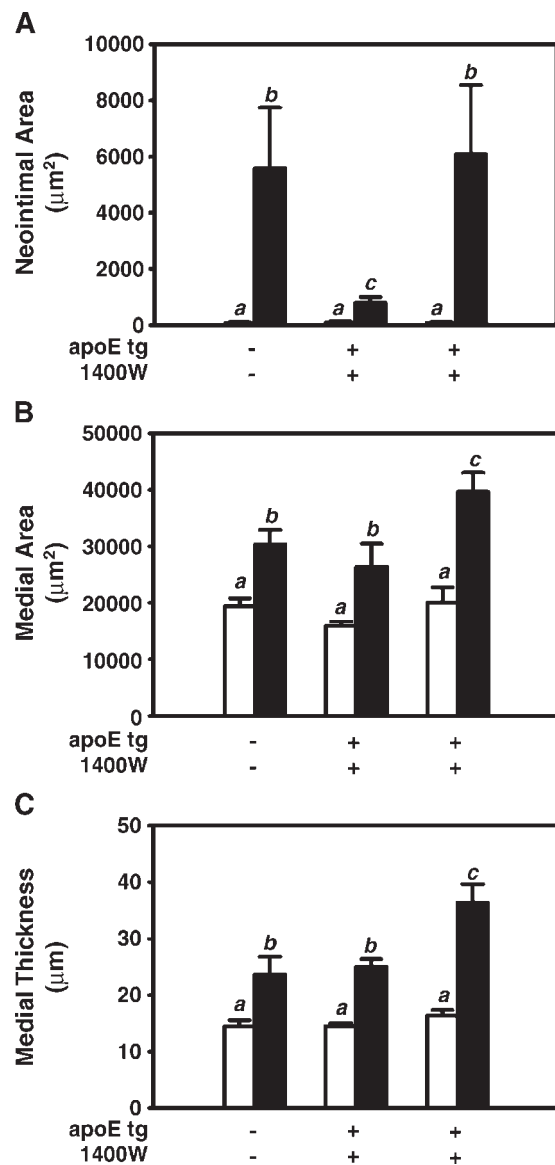 A
10000
8000
6000
4000
2000
0
Neointimal Area
(μm²)
b
b
a
a
c
a
apoE tg - + +
1400W - + +
B
50000
40000
30000
20000
10000
0
Medial Area
(μm²)
a
b
a
b
a
c
apoE tg - + +
1400W - + +
C
50
40
30
20
10
0
Medial Thickness
(μm)
a
b
a
b
a
c
apoE tg - + +
1400W - + +